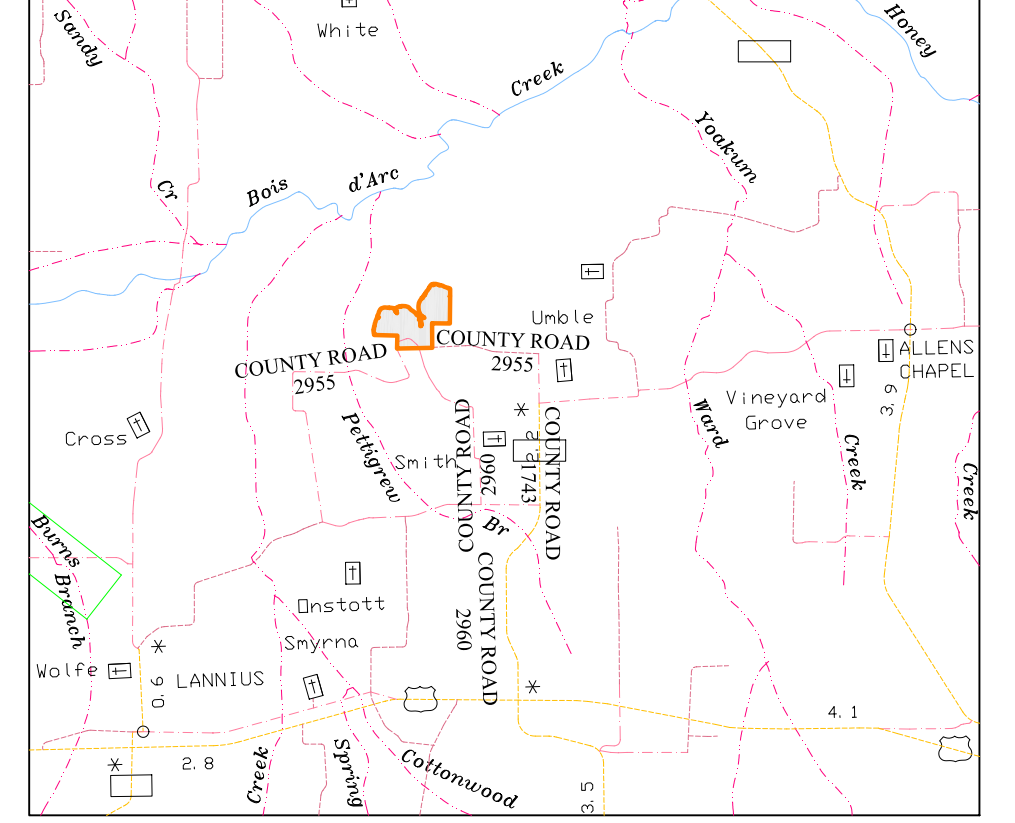 White
Sandy
Cr
Honey
Creek
Yoakum
Bois
d'Arc
Umble
COUNTY ROAD
2955
COUNTY ROAD
2955
ALLENS
CHAPEL
3.9
Vineyard
Grove
Ward
Creek
Creek
Cross
Pettigrew
Smith
COUNTY ROAD
2960
2.2
COUNTY ROAD
1743
Br
Burns
Branch
COUNTY ROAD
2960
Onstott
Smyrna
Wolfe
0.6
LANNIUS
4.1
2.8
Creek
Spring
Cottonwood
3.5